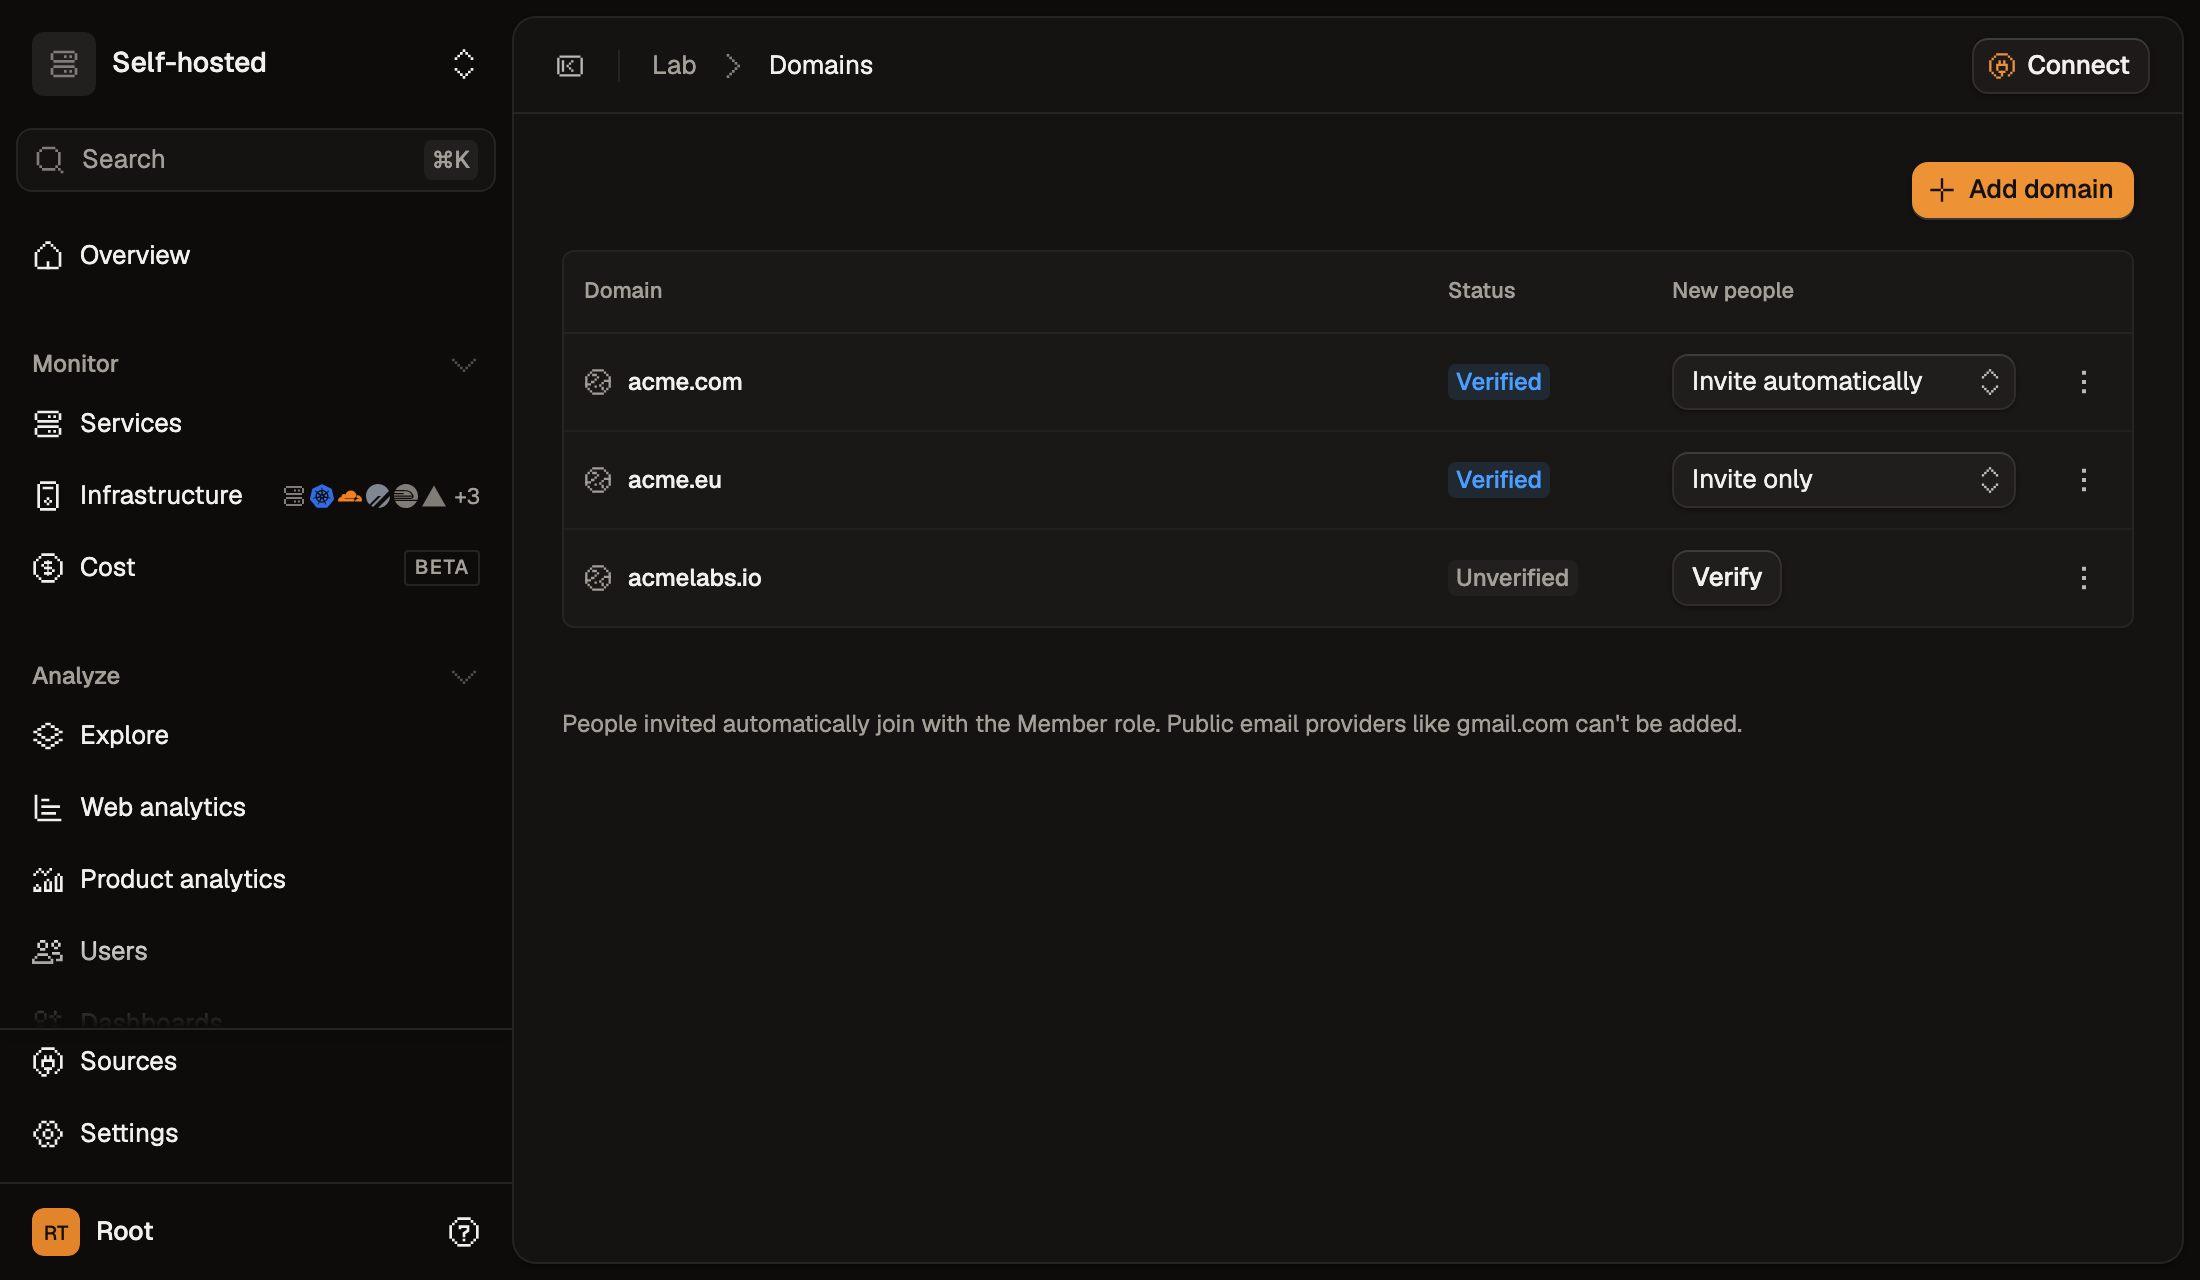 Self-hosted
Search ⌘K
Overview
Monitor
Services
Infrastructure +3
Cost BETA
Analyze
Explore
Web analytics
Product analytics
Users
Dashboards
Sources
Settings
RT Root
Lab Domains
Connect
Add domain
Domain Status New people
acme.com Verified Invite automatically
acme.eu Verified Invite only
acmelabs.io Unverified Verify
People invited automatically join with the Member role. Public email providers like gmail.com can't be added.